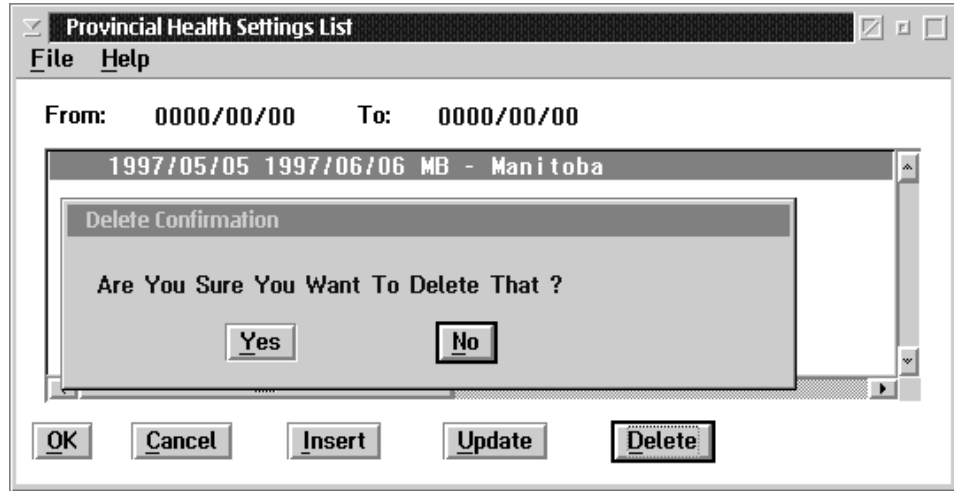 Provincial Health Settings List
File Help
From: 0000/00/00 To: 0000/00/00
1997/05/05 1997/06/06 MB - Manitoba
Delete Confirmation
Are You Sure You Want To Delete That ?
Yes No
OK Cancel Insert Update Delete